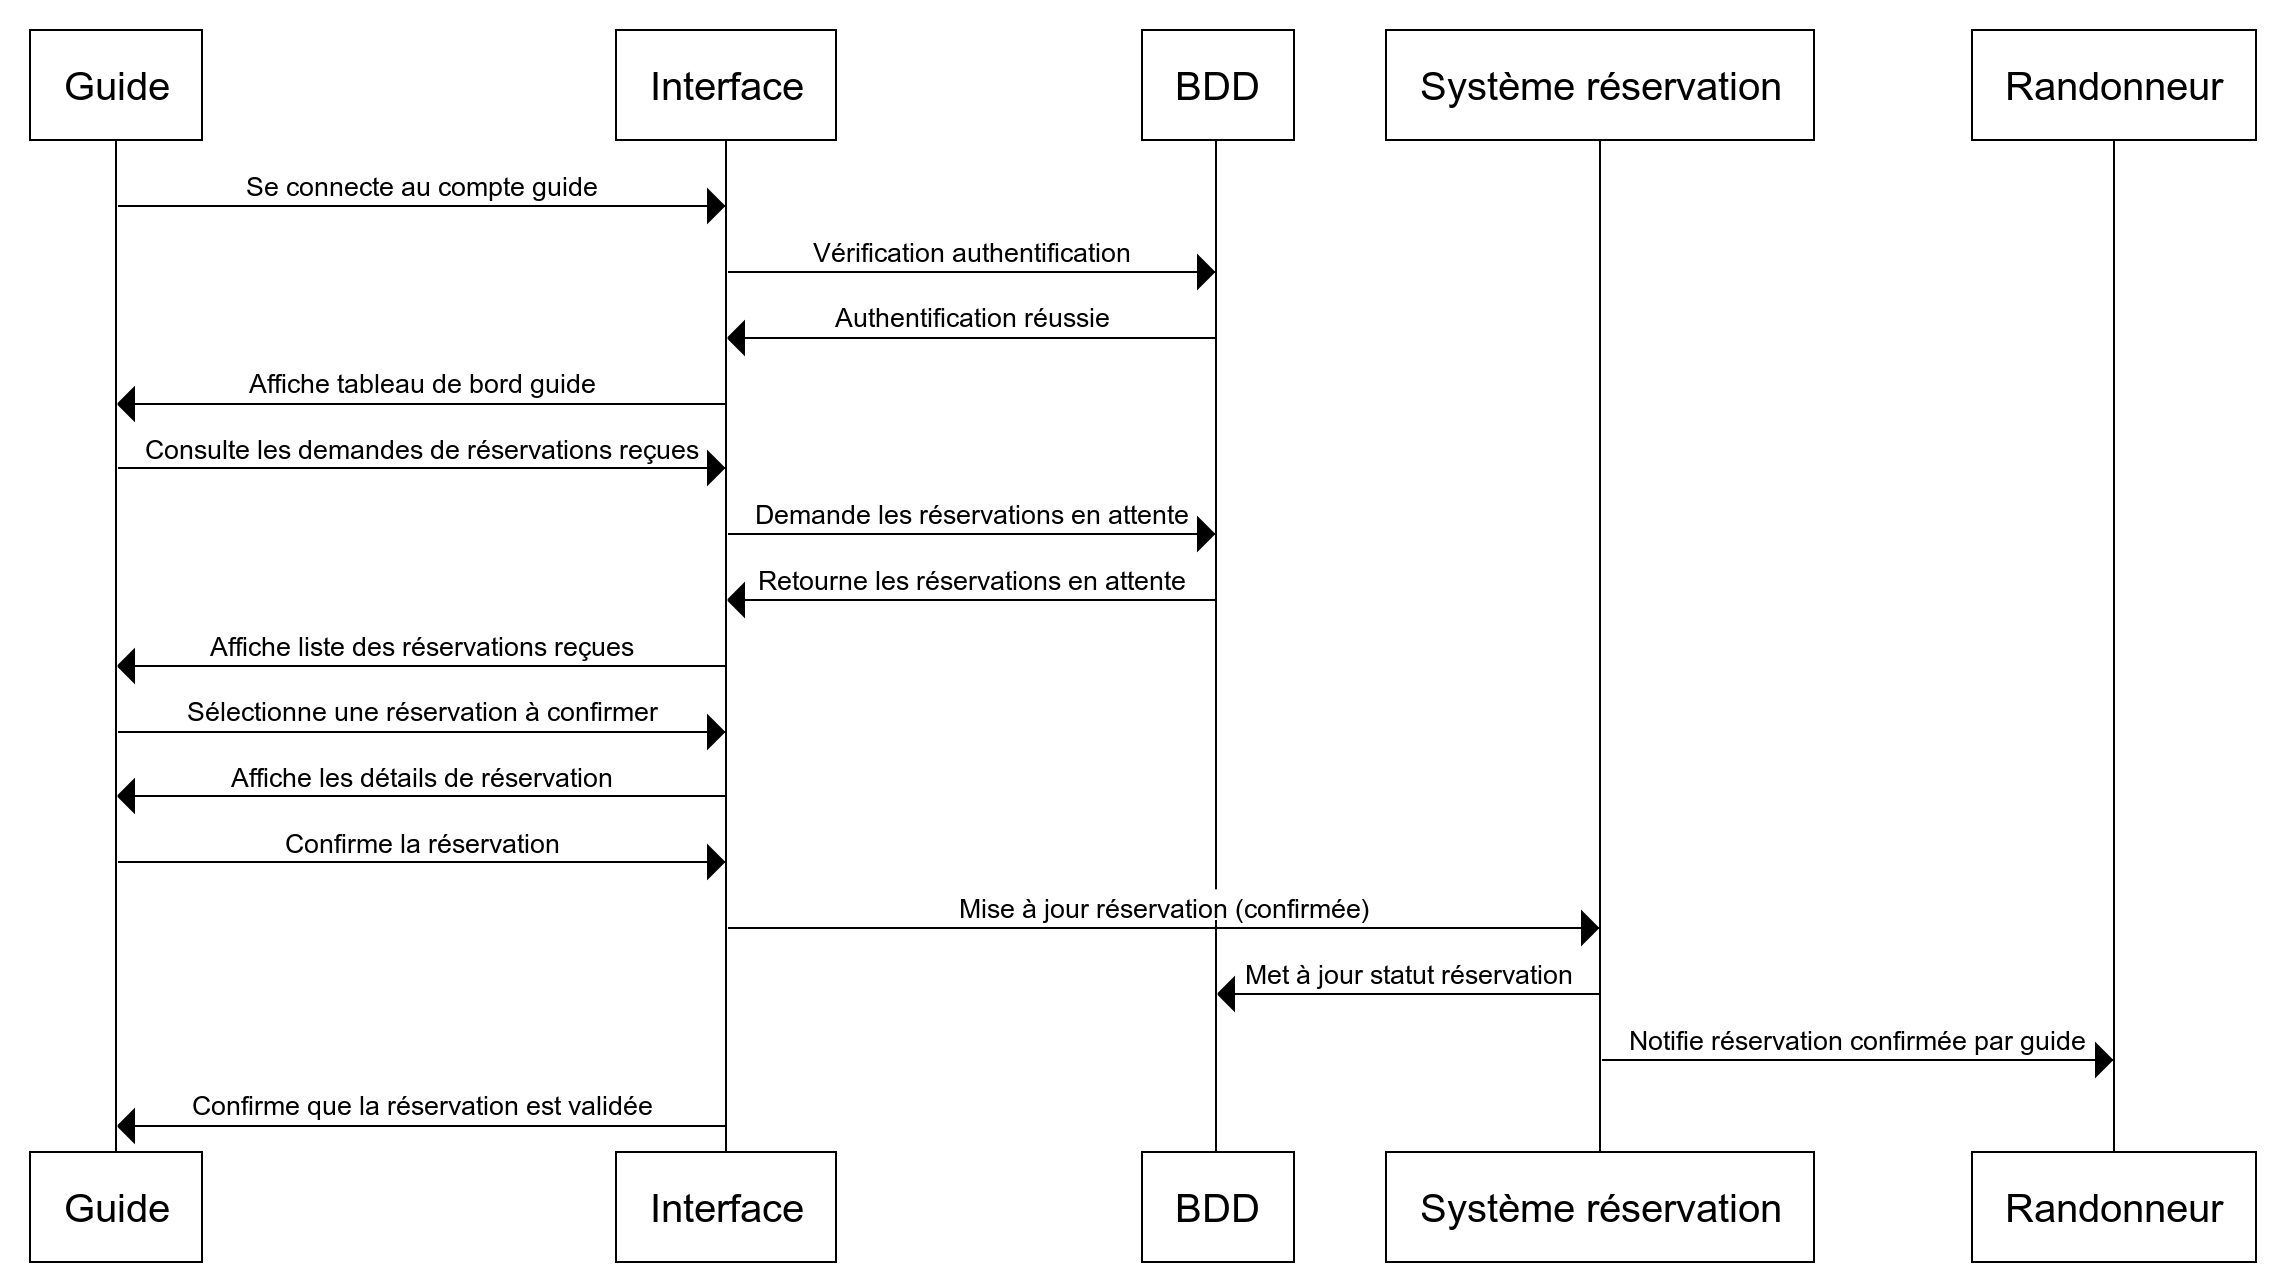 Guide
Interface
BDD
Système réservation
Randonneur
Se connecte au compte guide
Vérification authentification
Authentification réussie
Affiche tableau de bord guide
Consulte les demandes de réservations reçues
Demande les réservations en attente
Retourne les réservations en attente
Affiche liste des réservations reçues
Sélectionne une réservation à confirmer
Affiche les détails de réservation
Confirme la réservation
Mise à jour réservation (confirmée)
Met à jour statut réservation
Notifie réservation confirmée par guide
Confirme que la réservation est validée
Guide
Interface
BDD
Système réservation
Randonneur